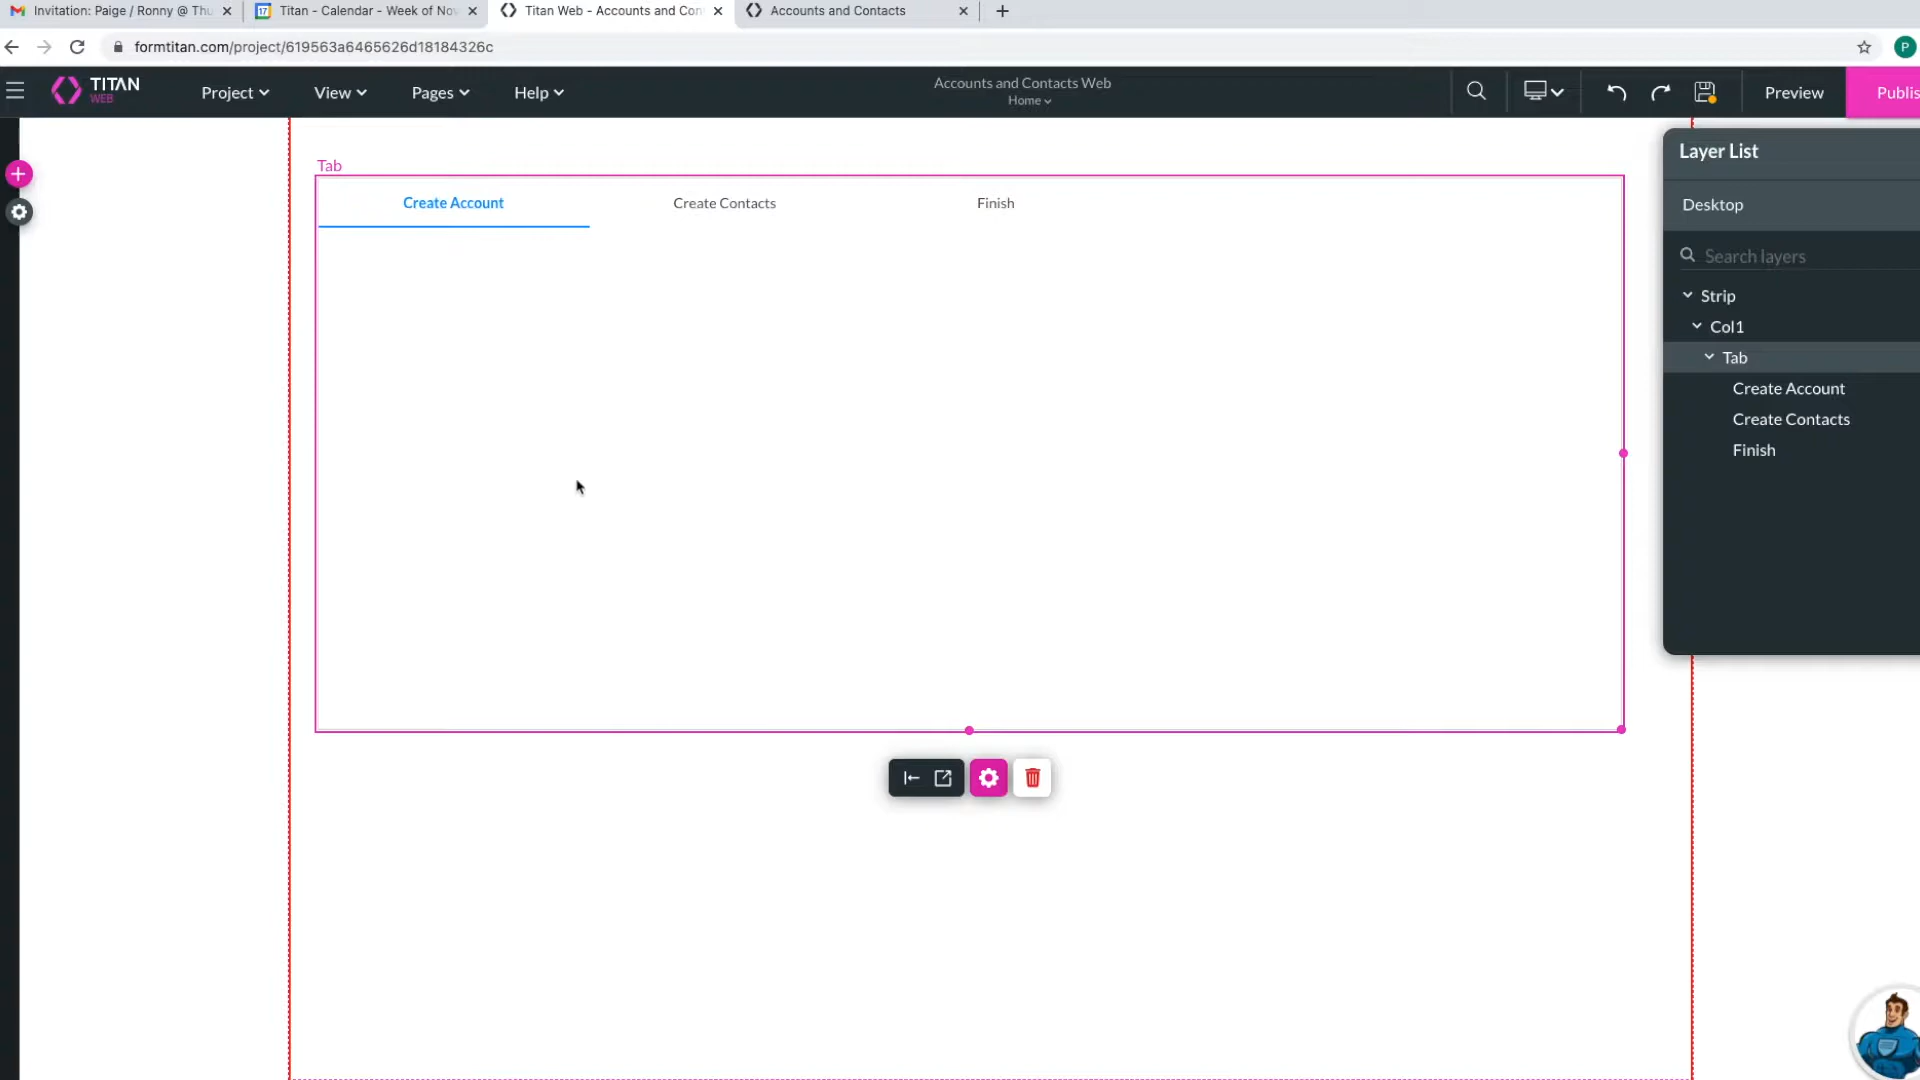 Invitation: Paige / Ronny @ Thu
Titan - Calendar - Week of Nov
Titan Web - Accounts and Con
Accounts and Contacts
formtitan.com/project/619563a6465626d18184326c
P
TITAN
WEB
Project
View
Pages
Help
Accounts and Contacts Web
Home
Preview
Publis
Tab
Create Account
Create Contacts
Finish
Layer List
Desktop
Search layers
Strip
Col1
Tab
Create Account
Create Contacts
Finish